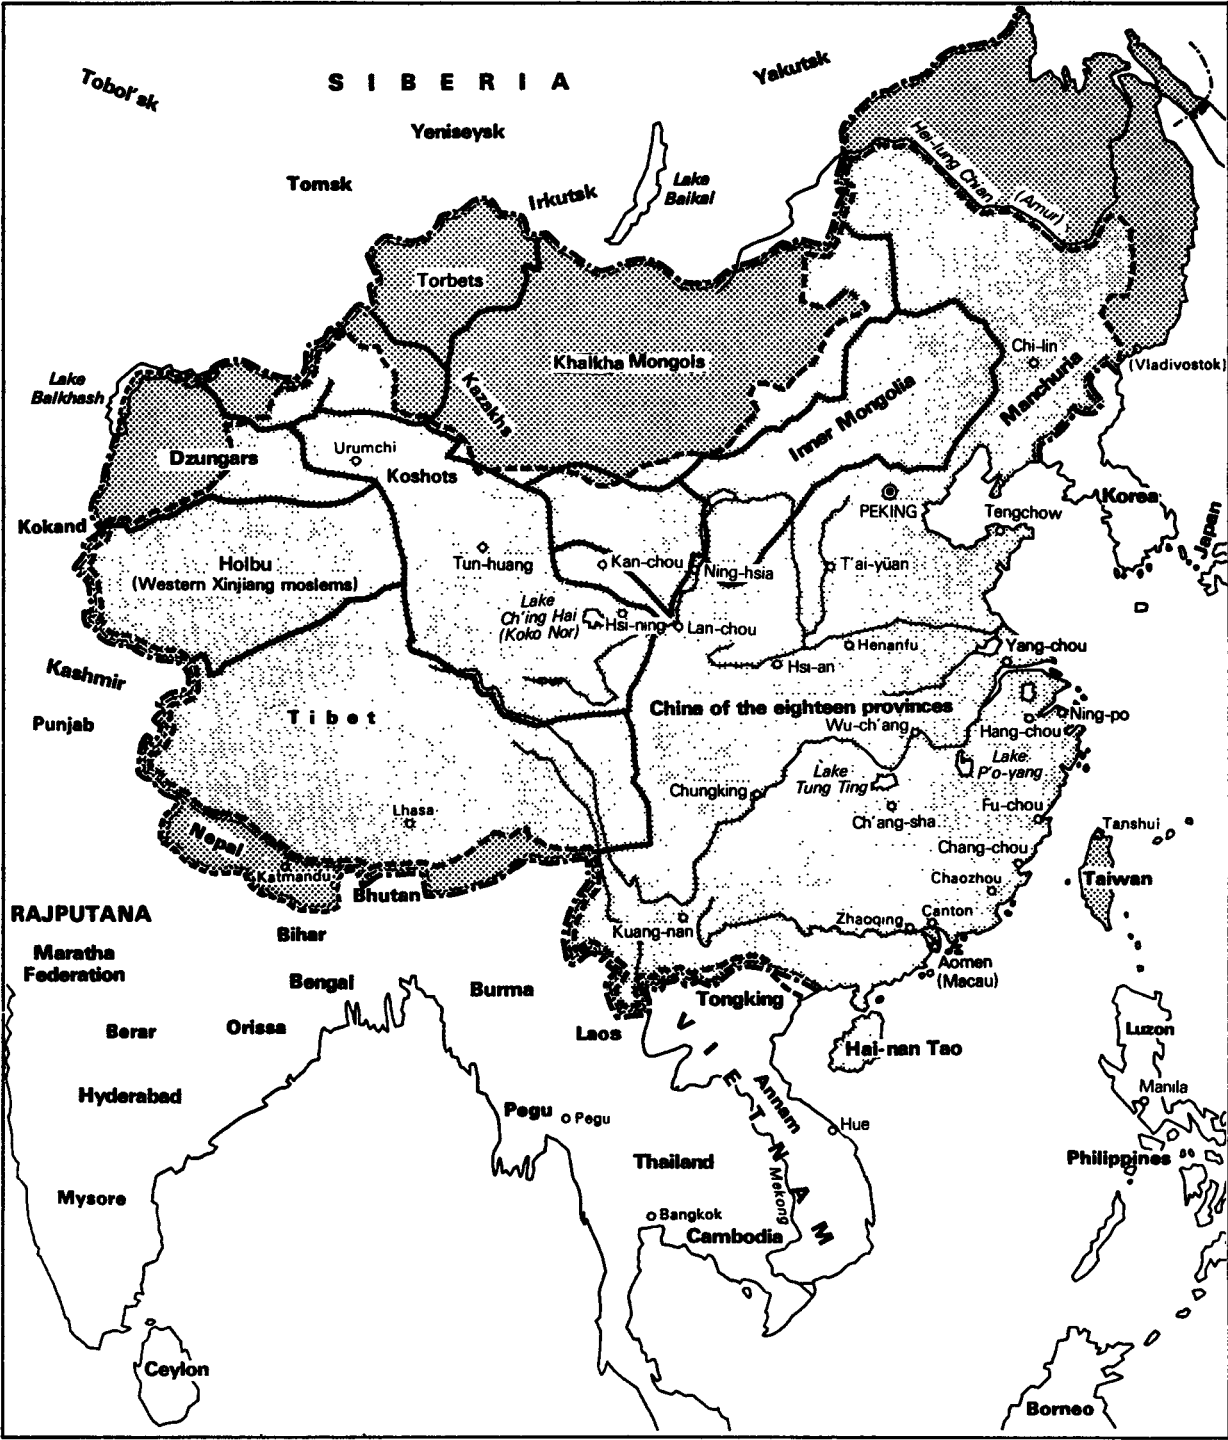 Tobol'sk
SIBERIA
Yakutsk
Yeniseysk
Tomsk
Irkutsk
Lake
Baikal
Hei-lung Chian
(Amur)
Torbets
Khalkha Mongols
Kazakhs
Lake
Balkhash
Chi-lin
Manchuria
(Vladivostok)
Inner Mongolia
Dzungars
Urumchi
Koshots
PEKING
Tengchow
Korea
Japan
Kokand
Hoibu
(Western Xinjiang moslems)
Tun-huang
Kan-chou
Ning-hsia
T'ai-yüan
Lake
Ch'ing Hai
(Koko Nor)
Hsi-ning
Lan-chou
Henanfu
Hsi-an
Yang-chou
Kashmir
Punjab
Tibet
China of the eighteen provinces
Wu-ch'ang
Hang-chou
Ning-po
Lake
P'o-yang
Lake
Tung Ting
Chungking
Ch'ang-sha
Fu-chou
Lhasa
Nepal
Katmandu
Bhutan
Chang-chou
Chaozhou
Tanshui
Taiwan
RAJPUTANA
Bihar
Kuang-nan
Zhaoqing
Canton
Maratha
Federation
Bengal
Burma
Tongking
Aomen
(Macau)
Berar
Orissa
Laos
VIETNAM
Hai-nan Tao
Luzon
Hyderabad
Pegu
Pegu
Annam
Hue
Manila
Thailand
Mekong
Philippines
Mysore
Bangkok
Cambodia
Ceylon
Borneo